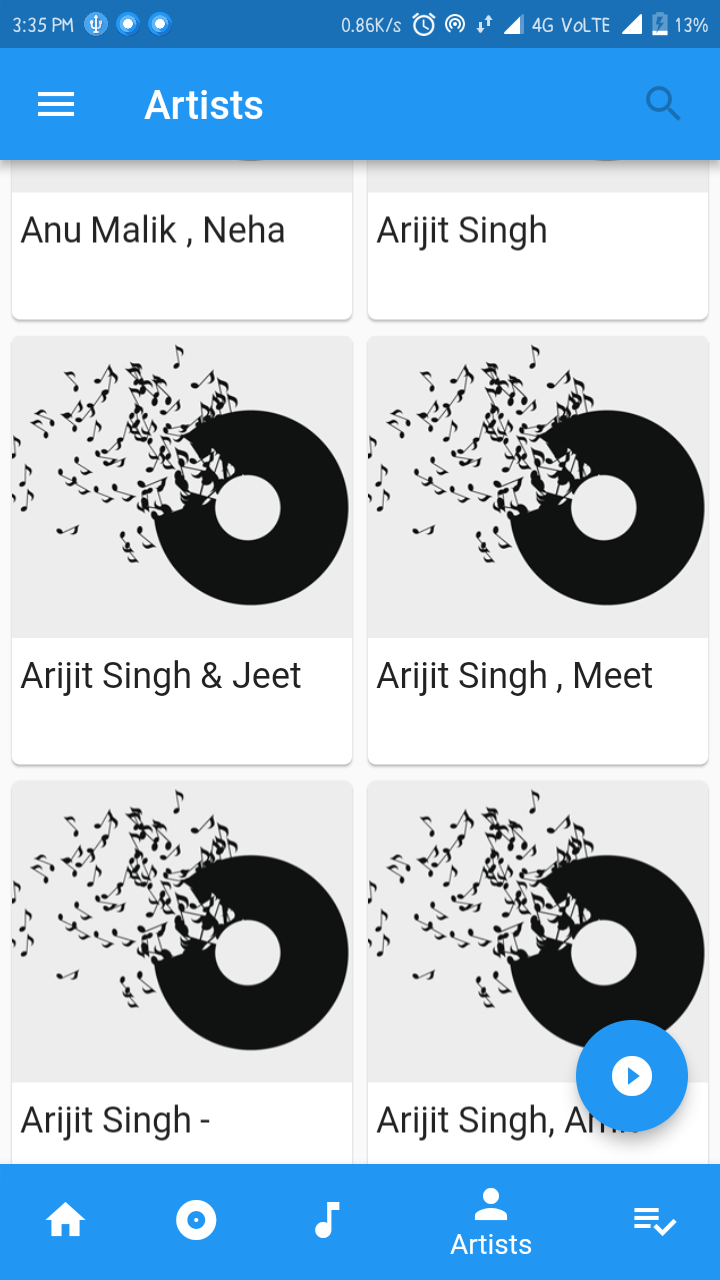 3:35 PM 0.86K/s 4G VoLTE 13%
Artists
Anu Malik , Neha
Arijit Singh
Arijit Singh & Jeet
Arijit Singh , Meet
Arijit Singh -
Arijit Singh,
Artists